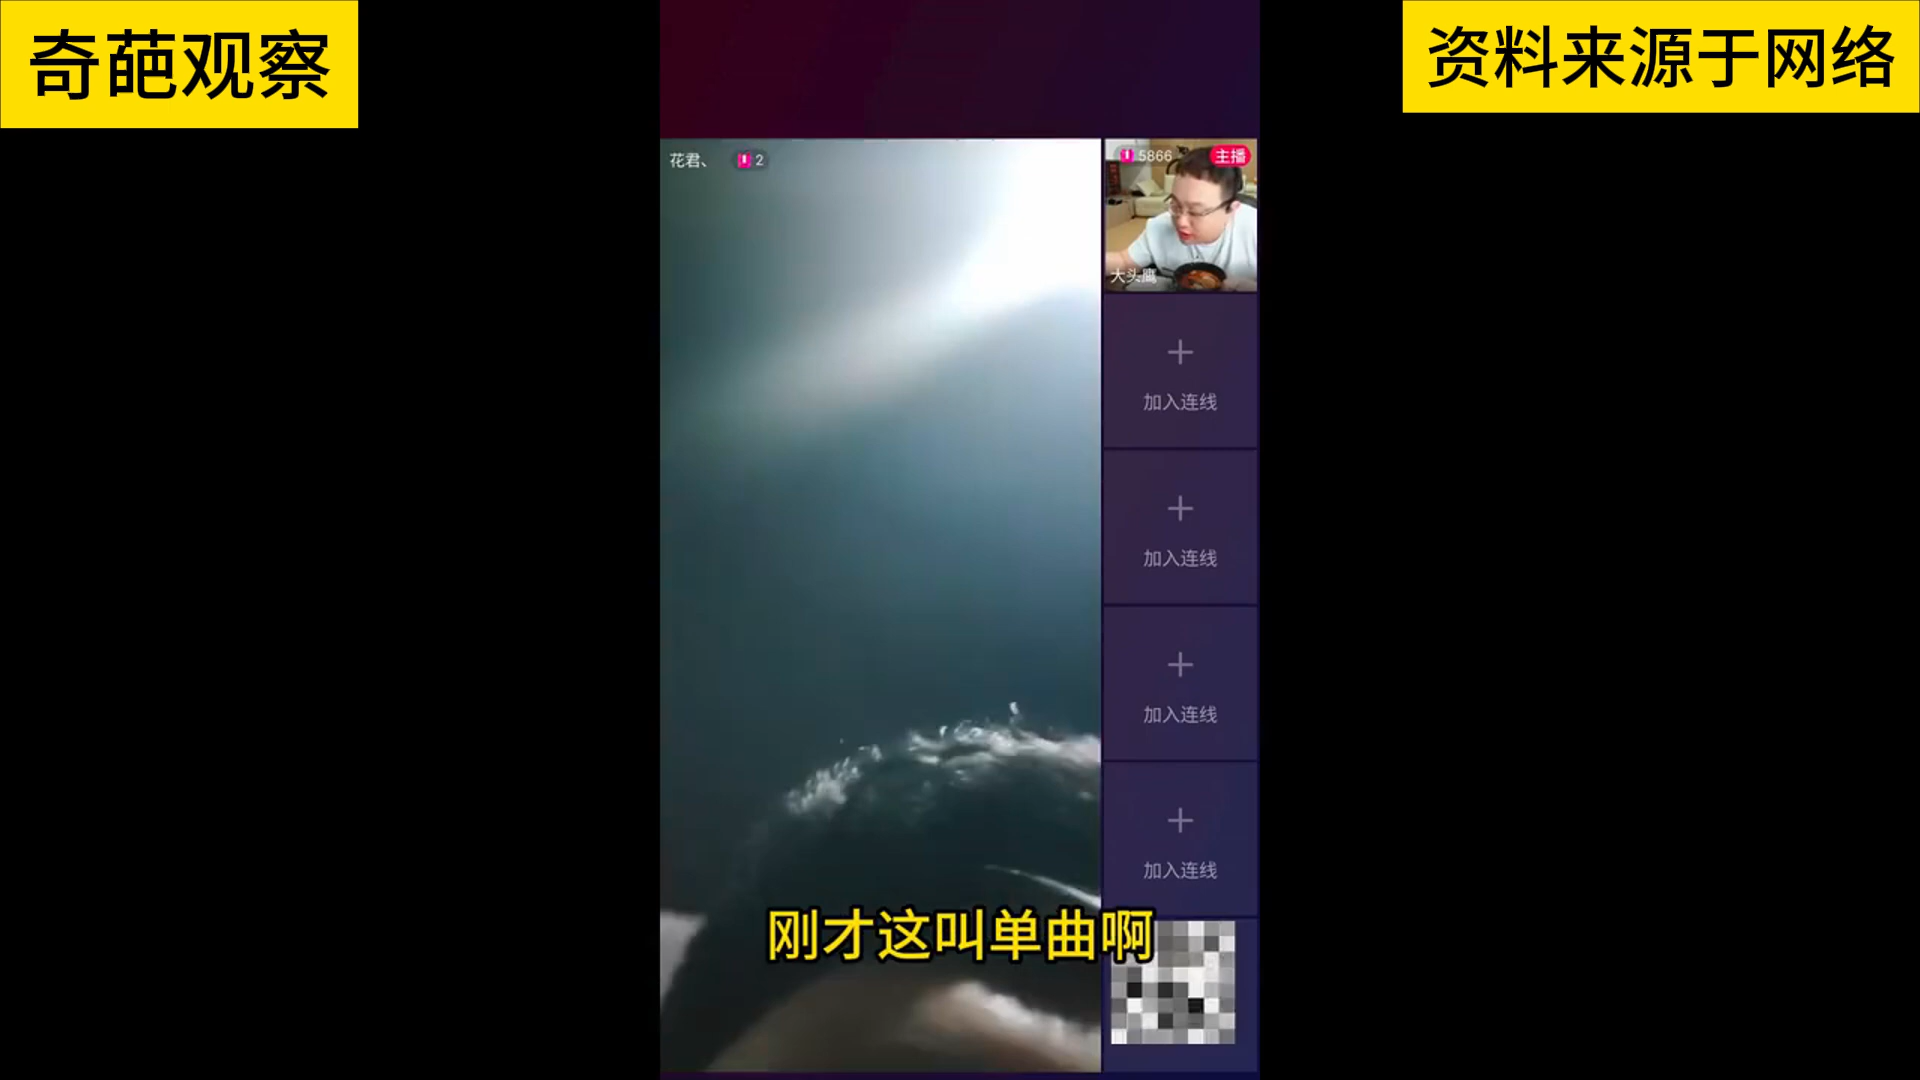 奇葩观察
资料来源于网络
花君、 2
5866 主播
大头鹰
加入连线
加入连线
加入连线
加入连线
刚才这叫单曲啊